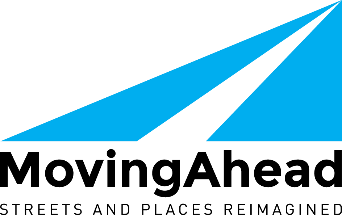 MovingAhead
STREETS AND PLACES REIMAGINED